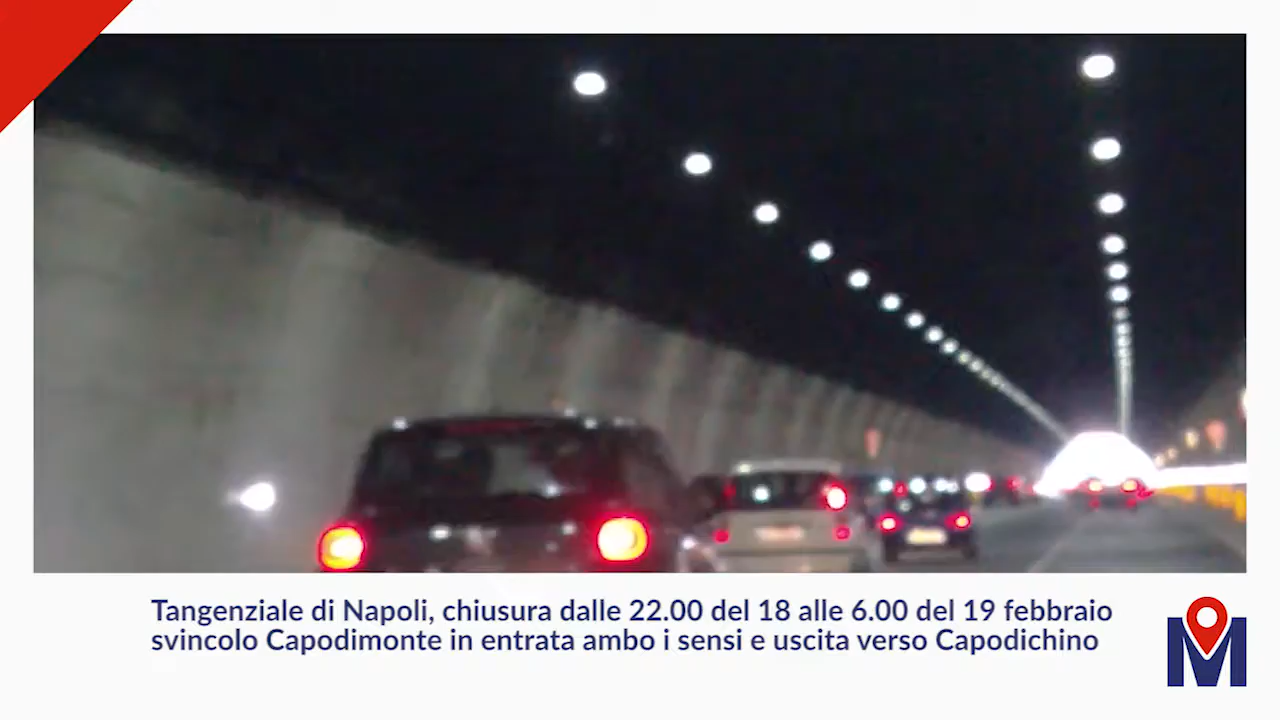 Tangenziale di Napoli, chiusura dalle 22.00 del 18 alle 6.00 del 19 febbraio
svincolo Capodimonte in entrata ambo i sensi e uscita verso Capodichino
M